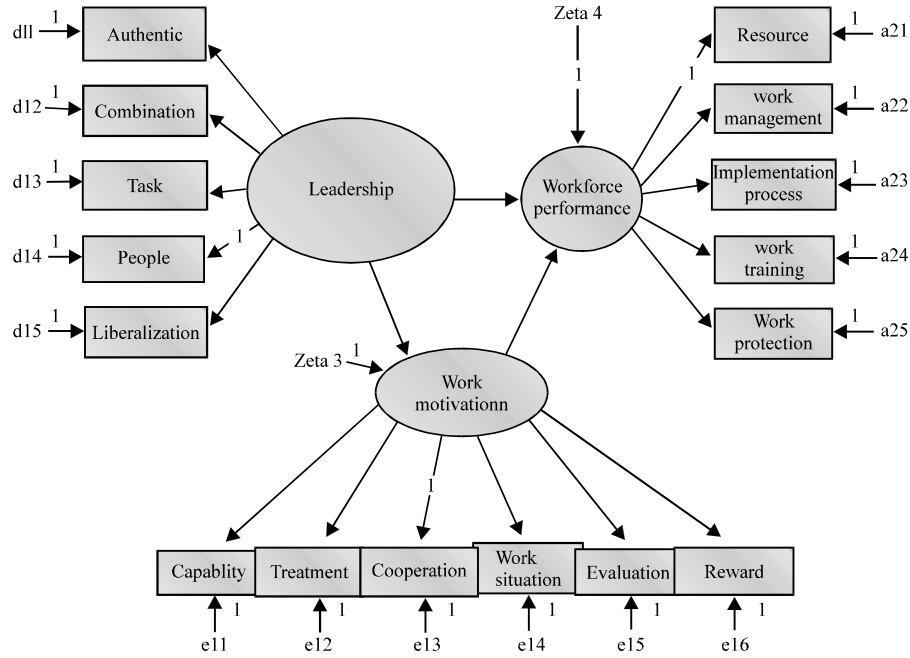 dll 1 Authentic
d12 1 Combination
d13 1 Task
d14 1 People
d15 1 Liberalization
Leadership
1
Zeta 4
1
Workforce
performance
1
Resource 1 a21
work
management 1 a22
Implementation
process 1 a23
work
training 1 a24
Work
protection 1 a25
Zeta 3 1
Work
motivationn
1
Capablity
Treatment
Cooperation
Work
situation
Evaluation
Reward
1 1 1 1 1 1
e11 e12 e13 e14 e15 e16